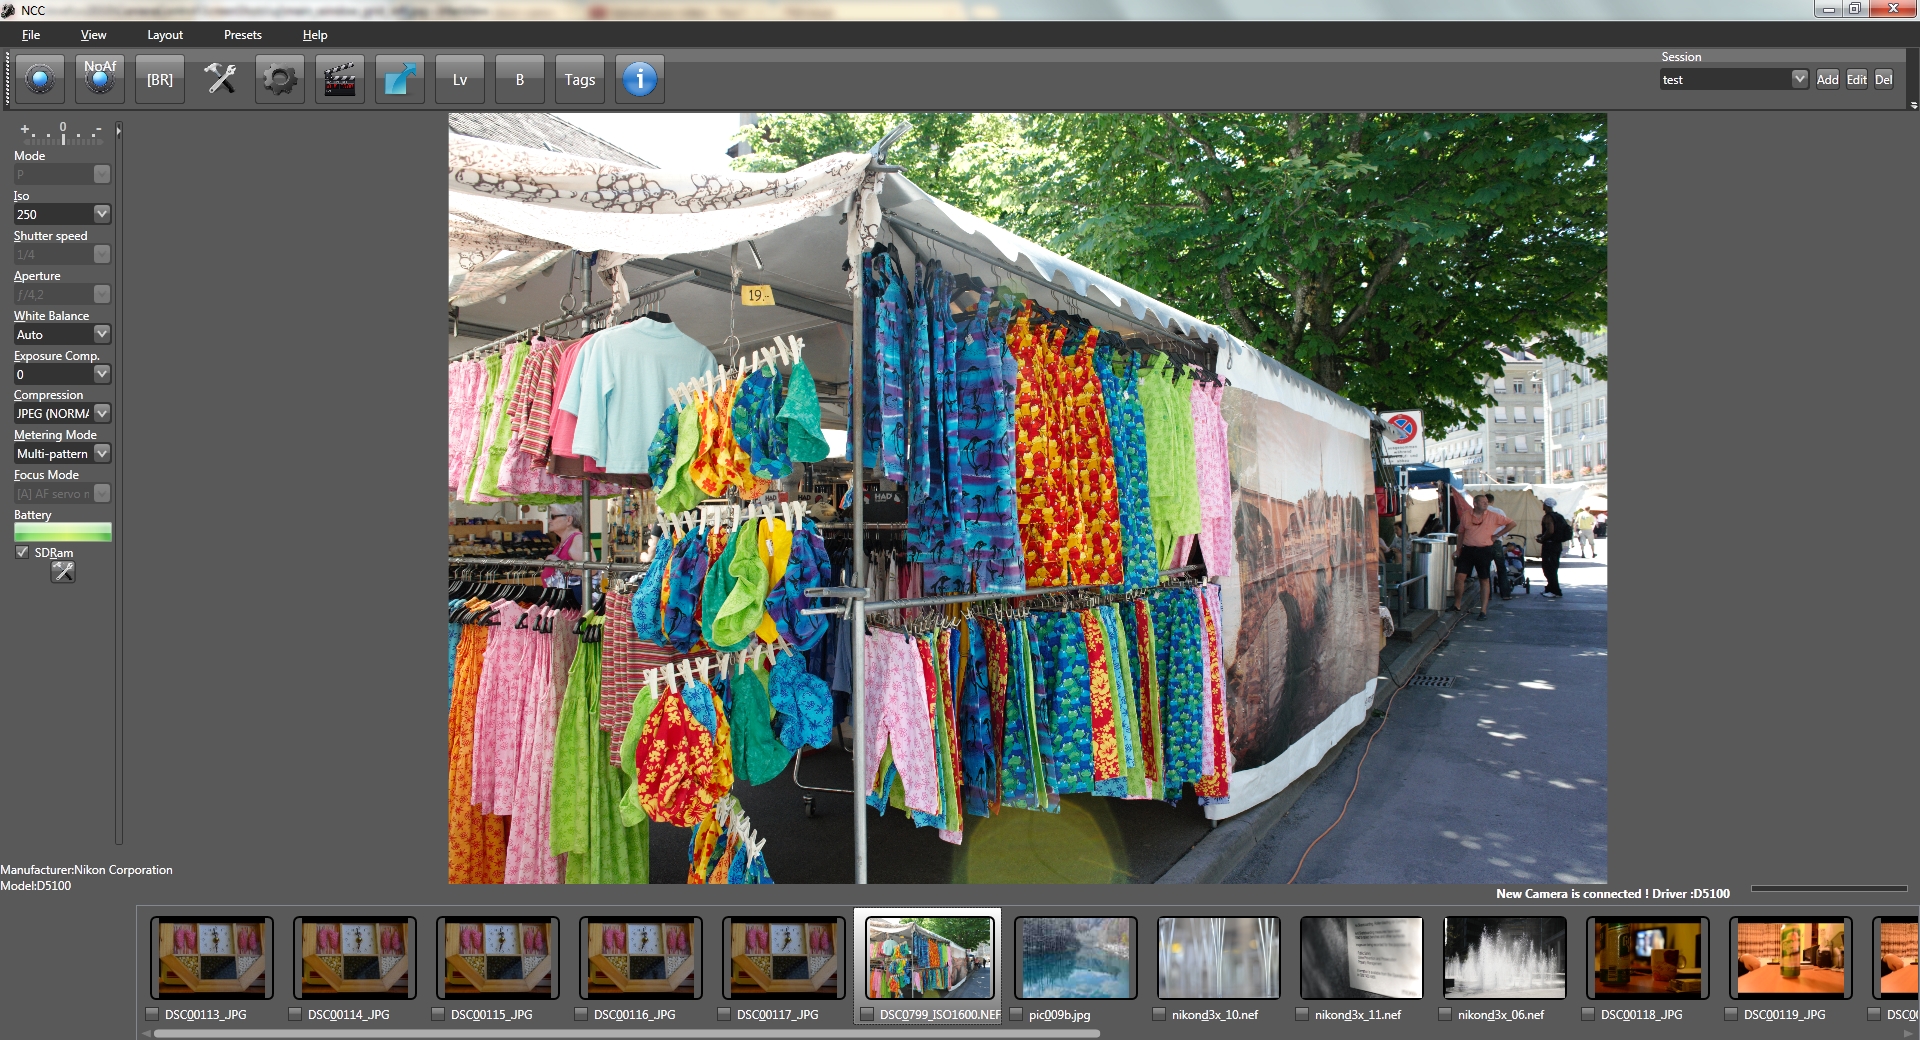 NCC
File View Layout Presets Help
NoAf [BR] Lv B Tags i
Session
test Add Edit Del
+ 0 -
Mode
P
Iso
250
Shutter speed
1/4
Aperture
ƒ/4,2
White Balance
Auto
Exposure Comp.
0
Compression
JPEG (NORMA
Metering Mode
Multi-pattern
Focus Mode
[A] AF servo m
Battery
SDRam
19.-
HAD HAD
Manufacturer:Nikon Corporation
Model:D5100
New Camera is connected ! Driver :D5100
DSC00113_JPG DSC00114_JPG DSC00115_JPG DSC00116_JPG DSC00117_JPG DSC0799_ISO1600.NEF pic009b.jpg nikond3x_10.nef nikond3x_11.nef nikond3x_06.nef DSC00118_JPG DSC00119_JPG DSC0